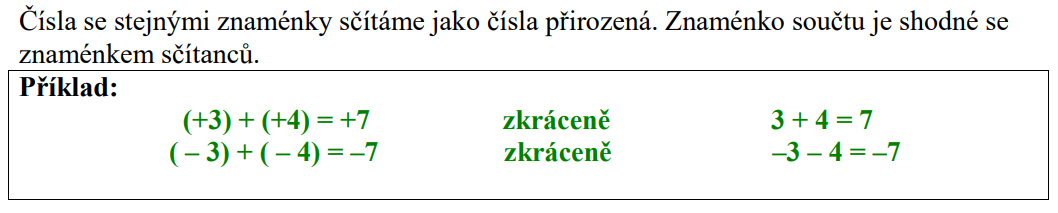 Čísla se stejnými znaménky sčítáme jako čísla přirozená. Znaménko součtu je shodné se
znaménkem sčítanců.
Příklad:
(+3) + (+4) = +7 zkráceně 3 + 4 = 7
( – 3) + ( – 4) = –7 zkráceně –3 – 4 = –7